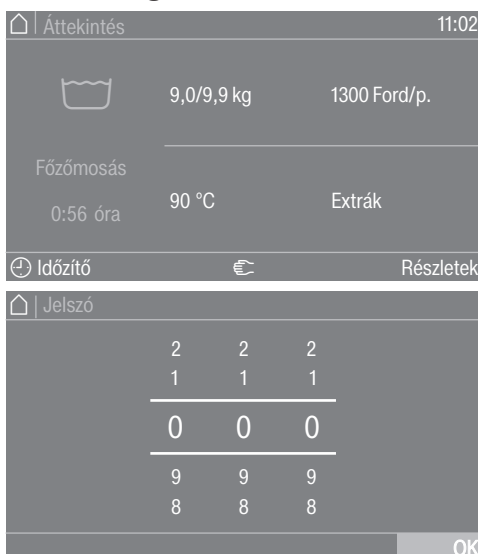 Áttekintés 11:02
9,0/9,9 kg 1300 Ford/p.
Főzőmosás
0:56 óra
90 °C Extrák
Időzítő Részletek
Jelszó
2 2 2
1 1 1
0 0 0
9 9 9
8 8 8
OK